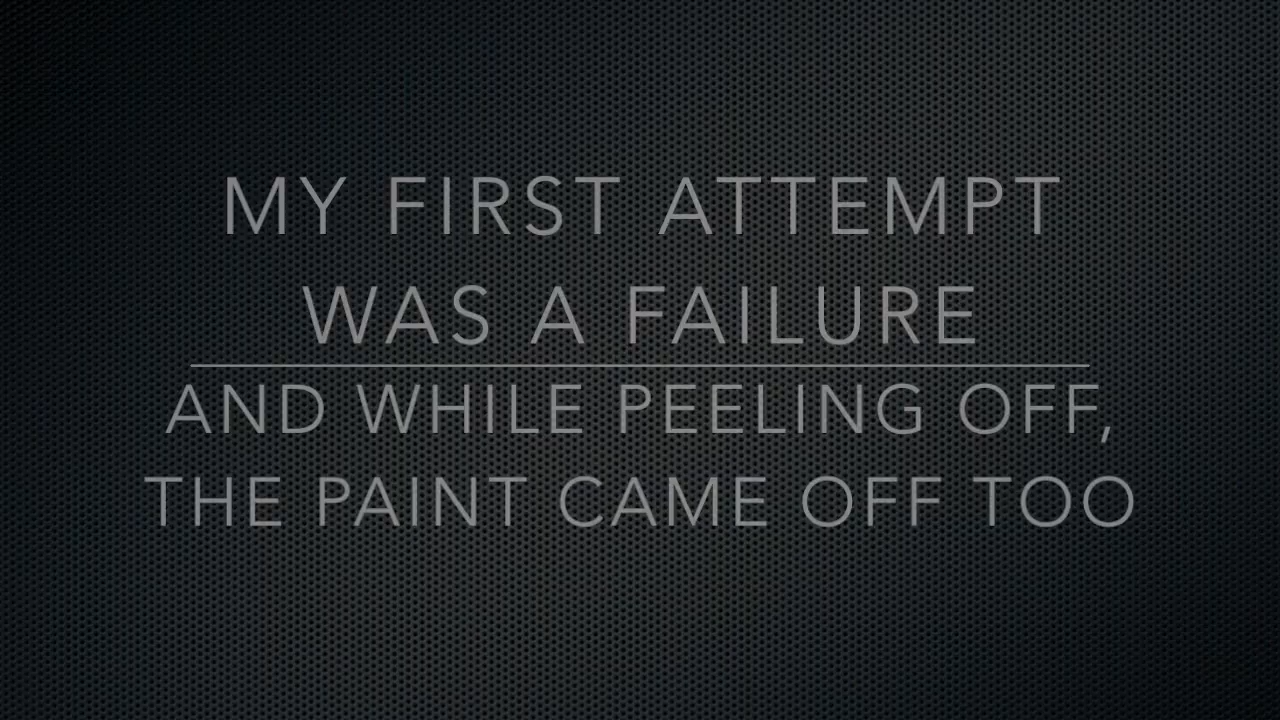 MY FIRST ATTEMPT
WAS A FAILURE
AND WHILE PEELING OFF,
THE PAINT CAME OFF TOO